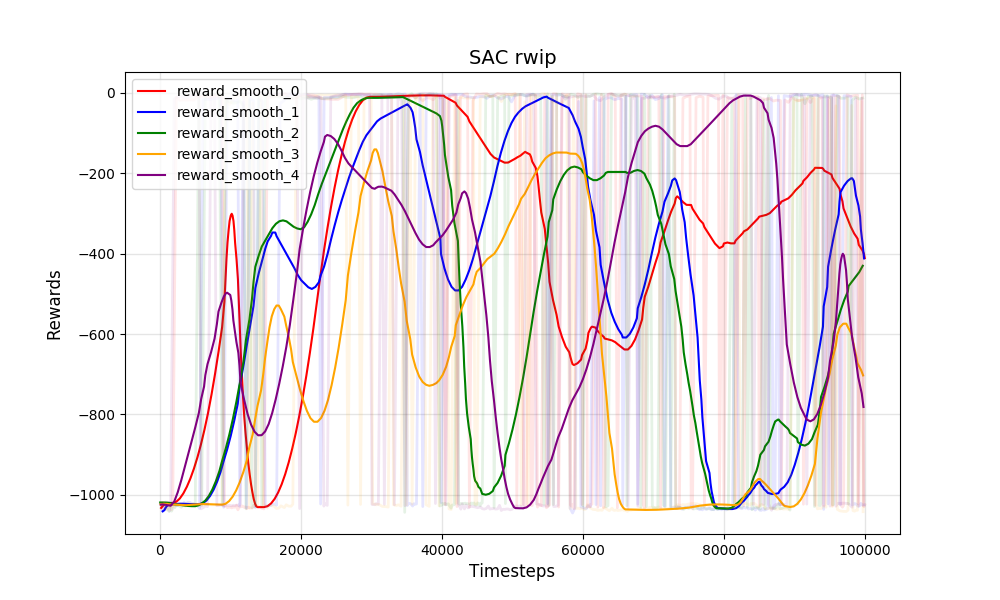 SAC rwip
reward_smooth_0
reward_smooth_1
reward_smooth_2
reward_smooth_3
reward_smooth_4
0
−200
−400
−600
−800
−1000
Rewards
0 20000 40000 60000 80000 100000
Timesteps